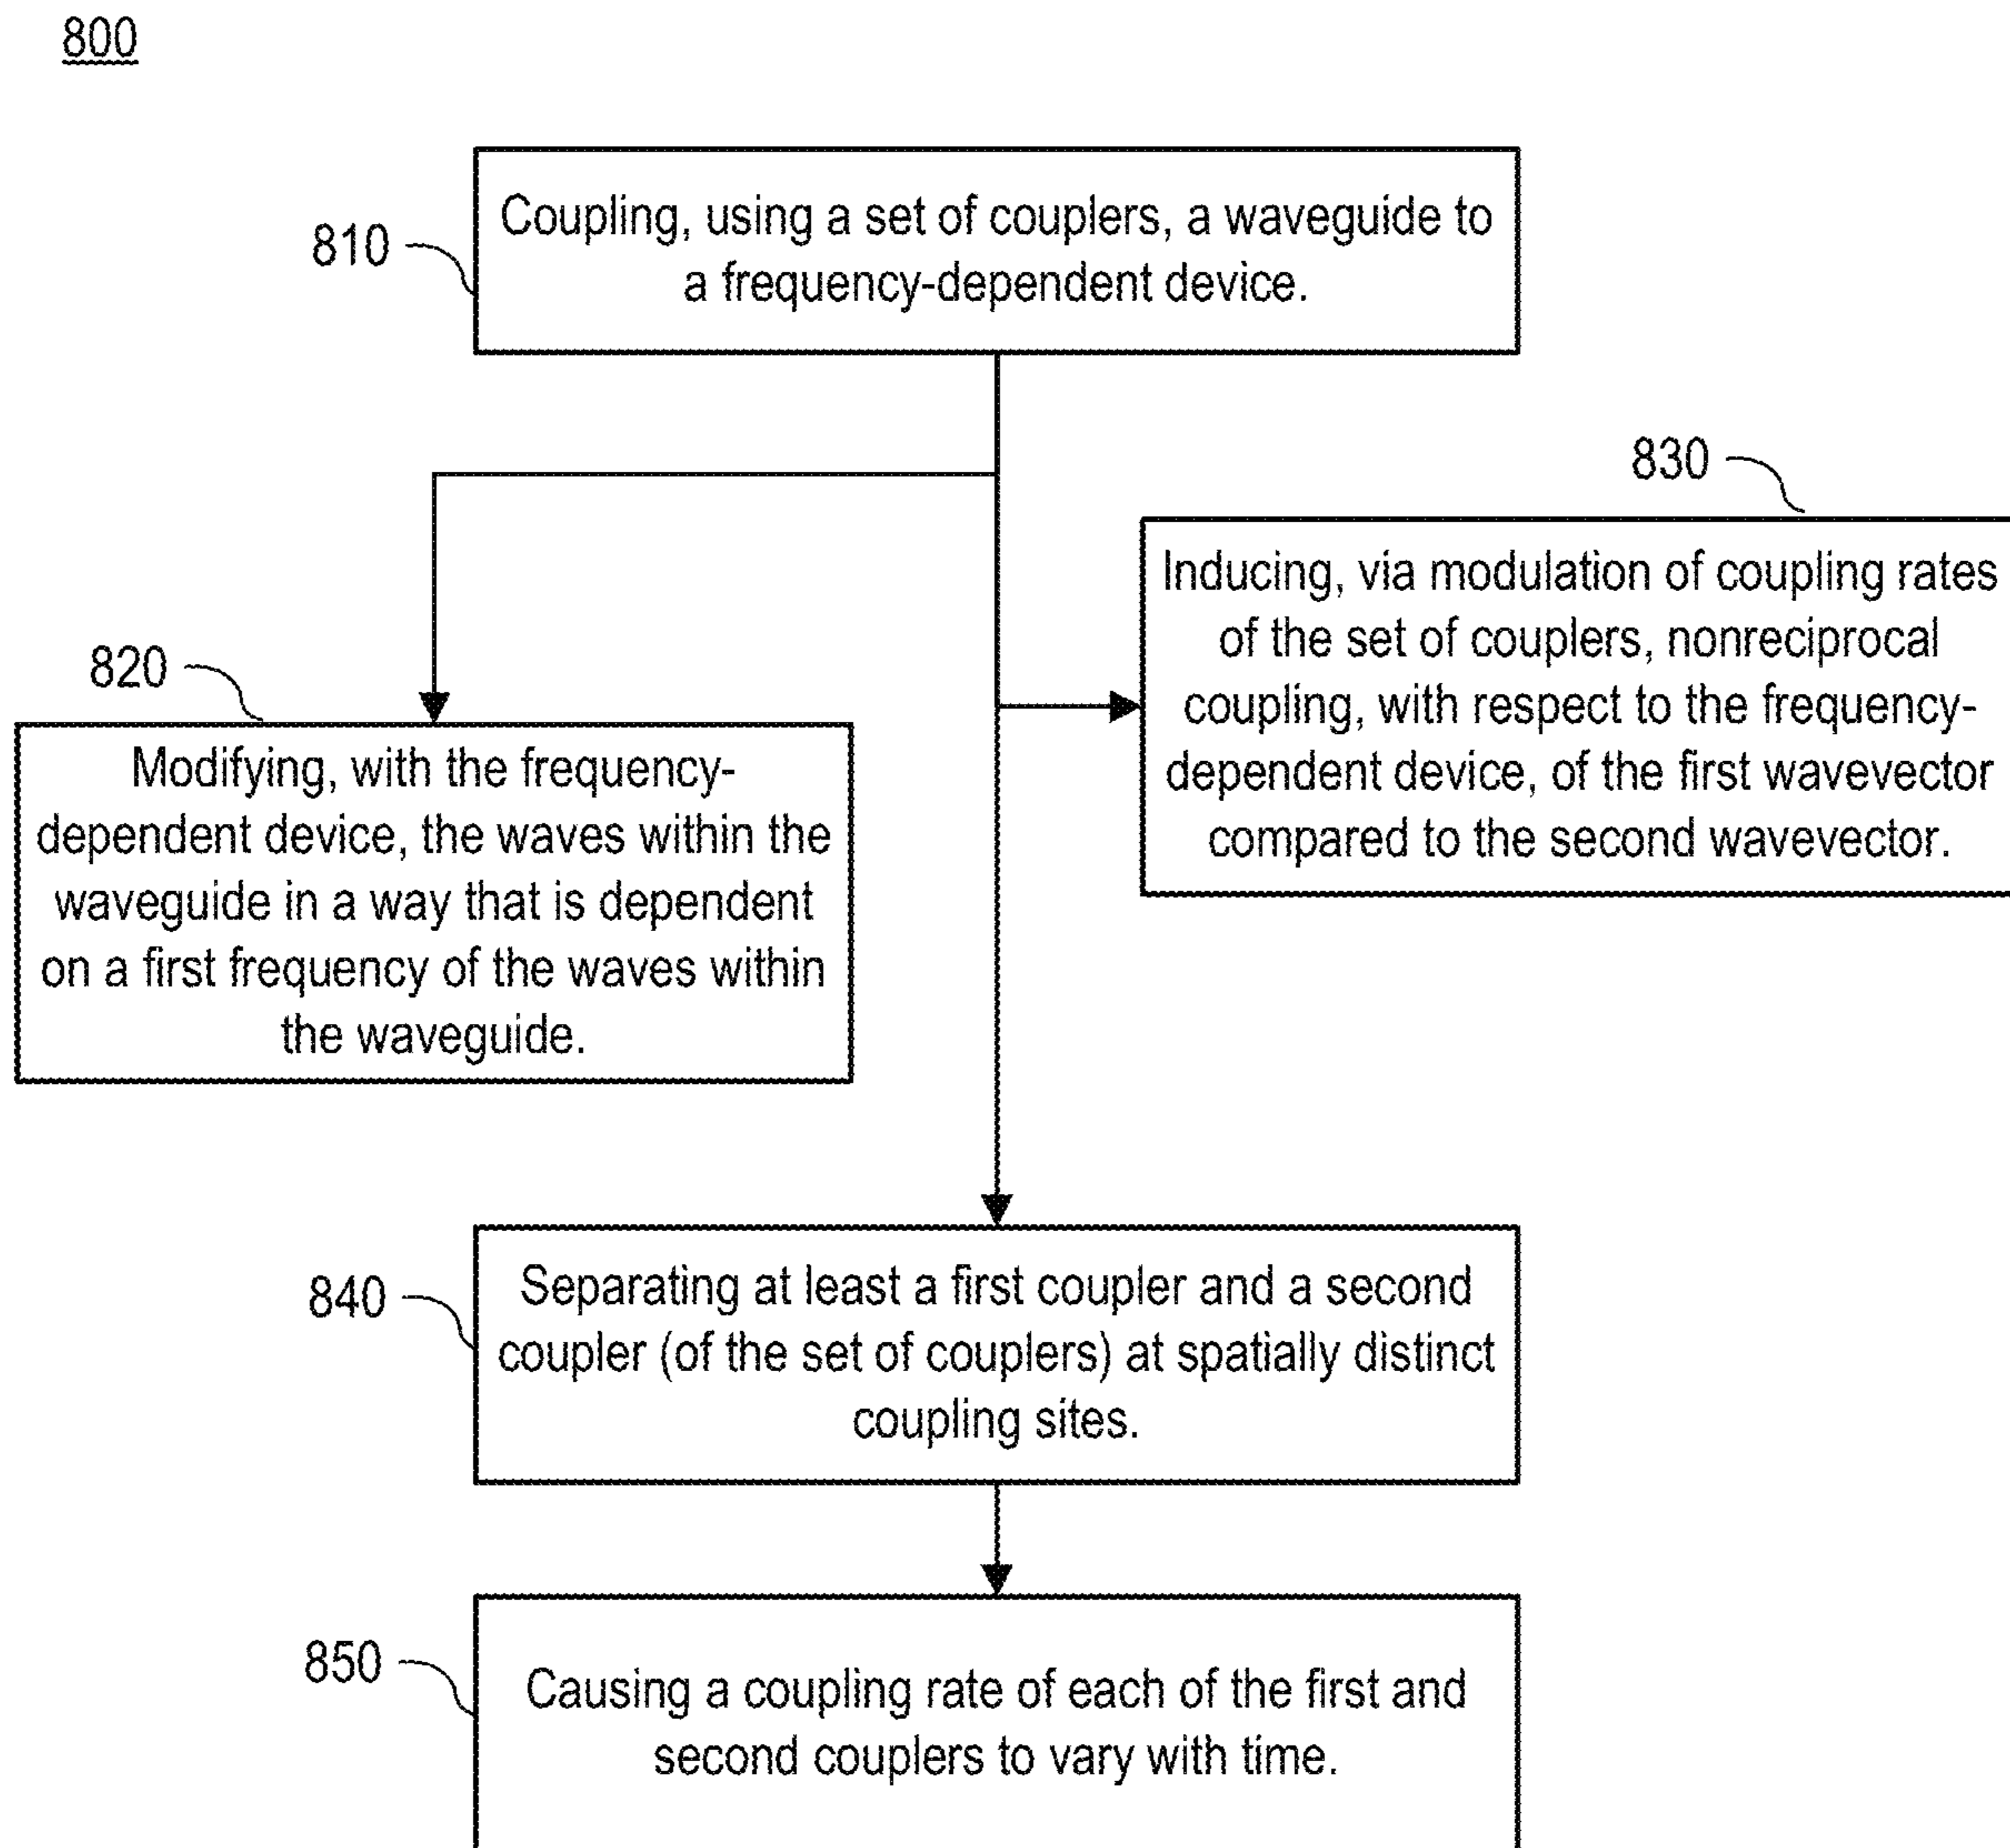 800
810
Coupling, using a set of couplers, a waveguide to
a frequency-dependent device.
830
Inducing, via modulation of coupling rates
of the set of couplers, nonreciprocal
coupling, with respect to the frequency-
dependent device, of the first wavevector
compared to the second wavevector.
820
Modifying, with the frequency-
dependent device, the waves within the
waveguide in a way that is dependent
on a first frequency of the waves within
the waveguide.
840
Separating at least a first coupler and a second
coupler (of the set of couplers) at spatially distinct
coupling sites.
850
Causing a coupling rate of each of the first and
second couplers to vary with time.